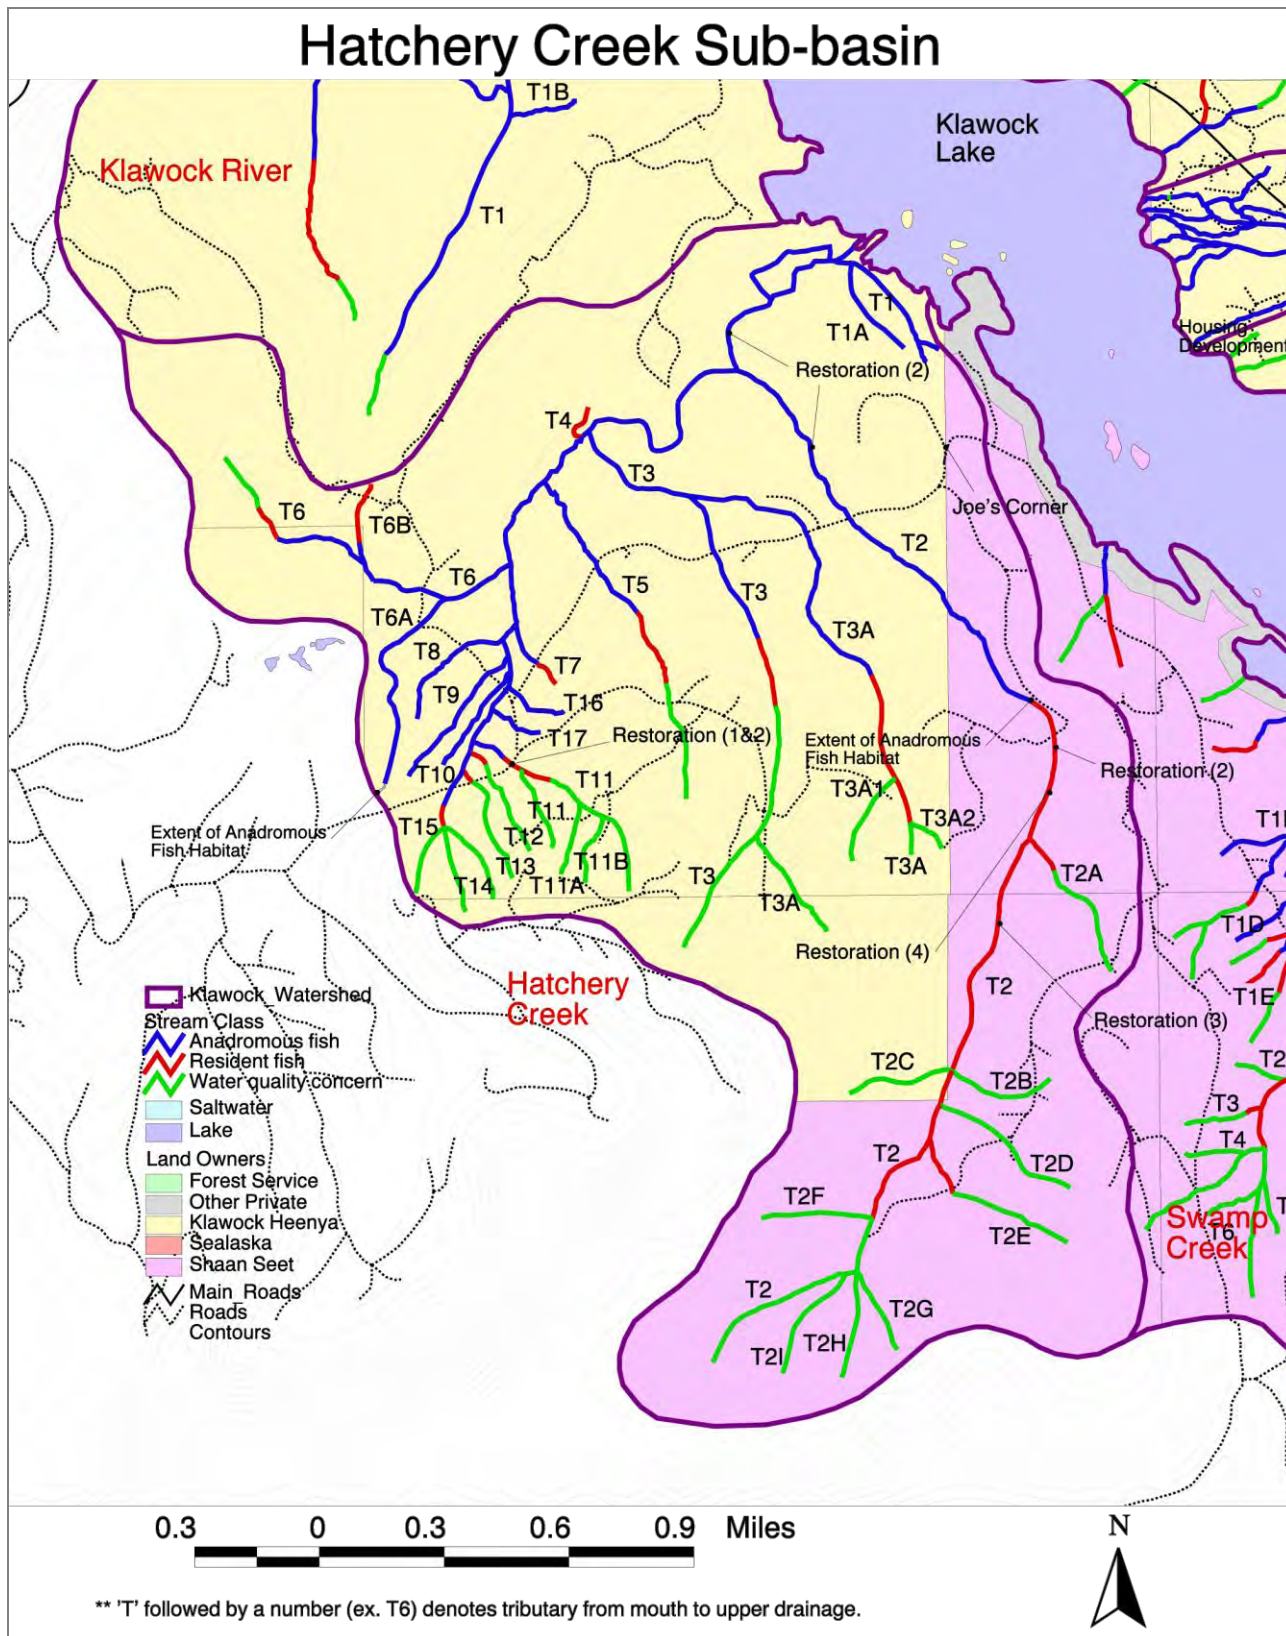 Hatchery Creek Sub-basin
T1B
Klawock
Lake
Klawock River
T1
T1
T1A
Housing
Development
Restoration (2)
T4
T3
Joe's Corner
T6
T6B
T2
T6
T5
T3
T6A
T3A
T8
T7
T9
T16
T17
Restoration (1&2)
Extent of Anadromous
Fish Habitat
Restoration (2)
T10
T11
T3A1
T11
T3A2
T15
T12
Extent of Anadromous
Fish Habitat
T13
T11B
T3A
T2A
T14
T11A
T3
T3A
T1D
Restoration (4)
Hatchery
Creek
T2
T1E
Restoration (3)
Klawock_Watershed
Stream Class
Anadromous fish
Resident fish
Water quality concern
Saltwater
Lake
Land Owners
Forest Service
Other Private
Klawock Heenya
Sealaska
Shaan Seet
Main_Roads
Roads
Contours
T2C
T2B
T2
T3
T4
T2
T2D
T2F
T2E
Swamp
Creek
T6
T2
T2G
T2H
T2I
0.3 0 0.3 0.6 0.9 Miles
N
** 'T' followed by a number (ex. T6) denotes tributary from mouth to upper drainage.